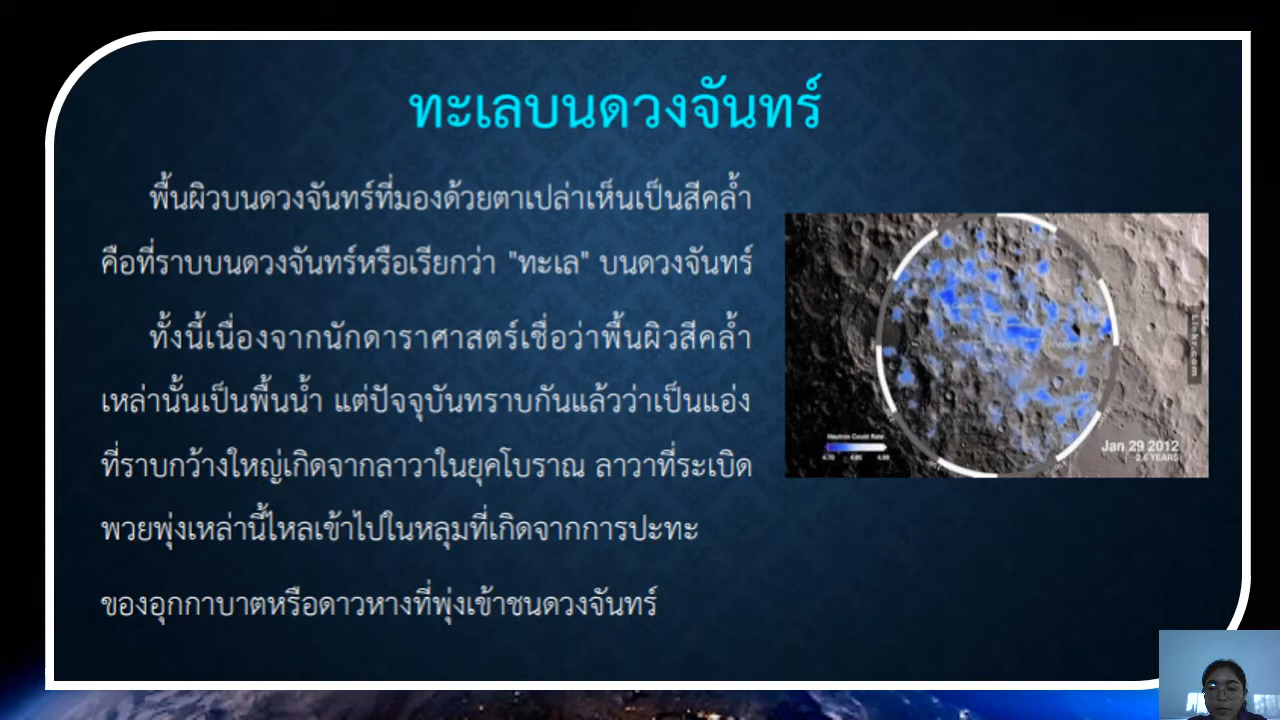 ทะเลบนดวงจันทร์
พื้นผิวบนดวงจันทร์ที่มองด้วยตาเปล่าเห็นเป็นสีคล้ำ
คือที่ราบบนดวงจันทร์หรือเรียกว่า "ทะเล" บนดวงจันทร์
ทั้งนี้เนื่องจากนักดาราศาสตร์เชื่อว่าพื้นผิวสีคล้ำ
เหล่านั้นเป็นพื้นน้ำ แต่ปัจจุบันทราบกันแล้วว่าเป็นแอ่ง
ที่ราบกว้างใหญ่เกิดจากลาวาในยุคโบราณ ลาวาที่ระเบิด
พวยพุ่งเหล่านี้ไหลเข้าไปในหลุมที่เกิดจากการปะทะ
ของอุกกาบาตหรือดาวหางที่พุ่งเข้าชนดวงจันทร์
Linkr.com
Neutron Count Rate
4.70 4.85 4.99
Jan 29 2012
2.6 YEARS